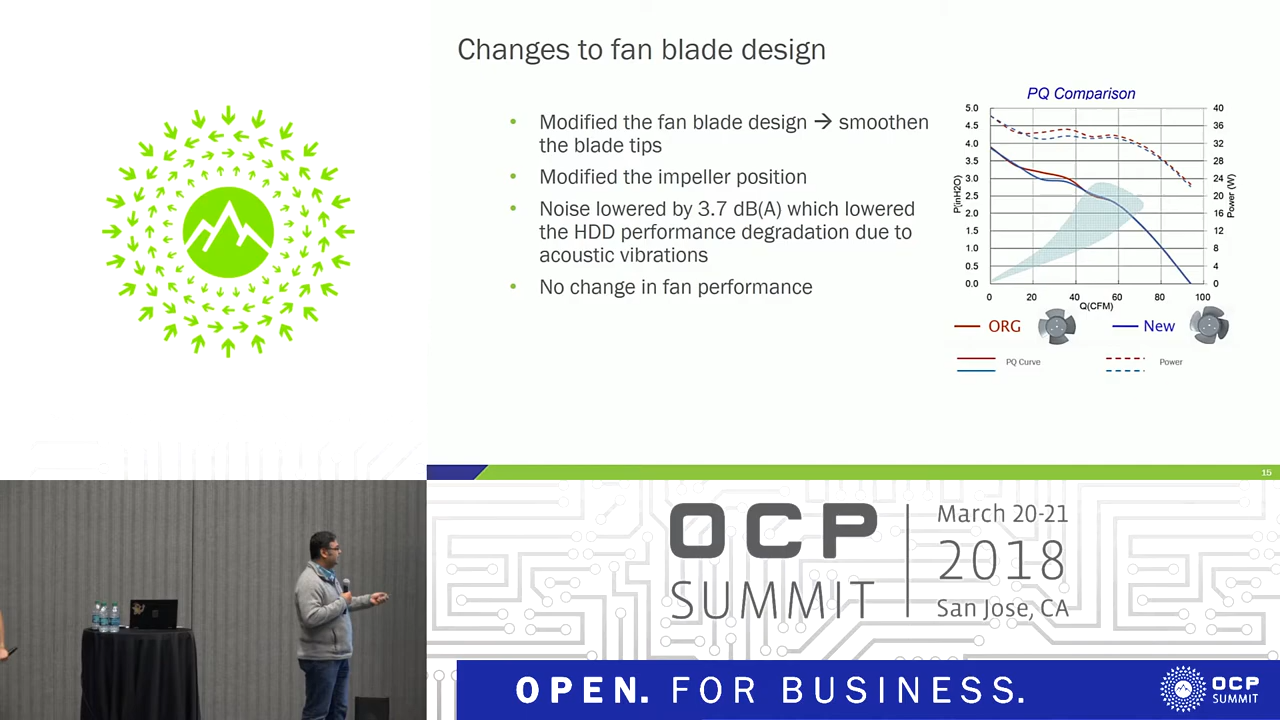 Changes to fan blade design
• Modified the fan blade design → smoothen
the blade tips
• Modified the impeller position
• Noise lowered by 3.7 dB(A) which lowered
the HDD performance degradation due to
acoustic vibrations
• No change in fan performance
PQ Comparison
5.0
4.5
4.0
3.5
3.0
2.5
2.0
1.5
1.0
0.5
0.0
P(inH2O)
40
36
32
28
24
20
16
12
8
4
0
Power (W)
0 20 40 60 80 100
Q(CFM)
ORG New
PQ Curve Power
15
OCP
SUMMIT
March 20-21
2018
San Jose, CA
OPEN. FOR BUSINESS.
OCP
SUMMIT